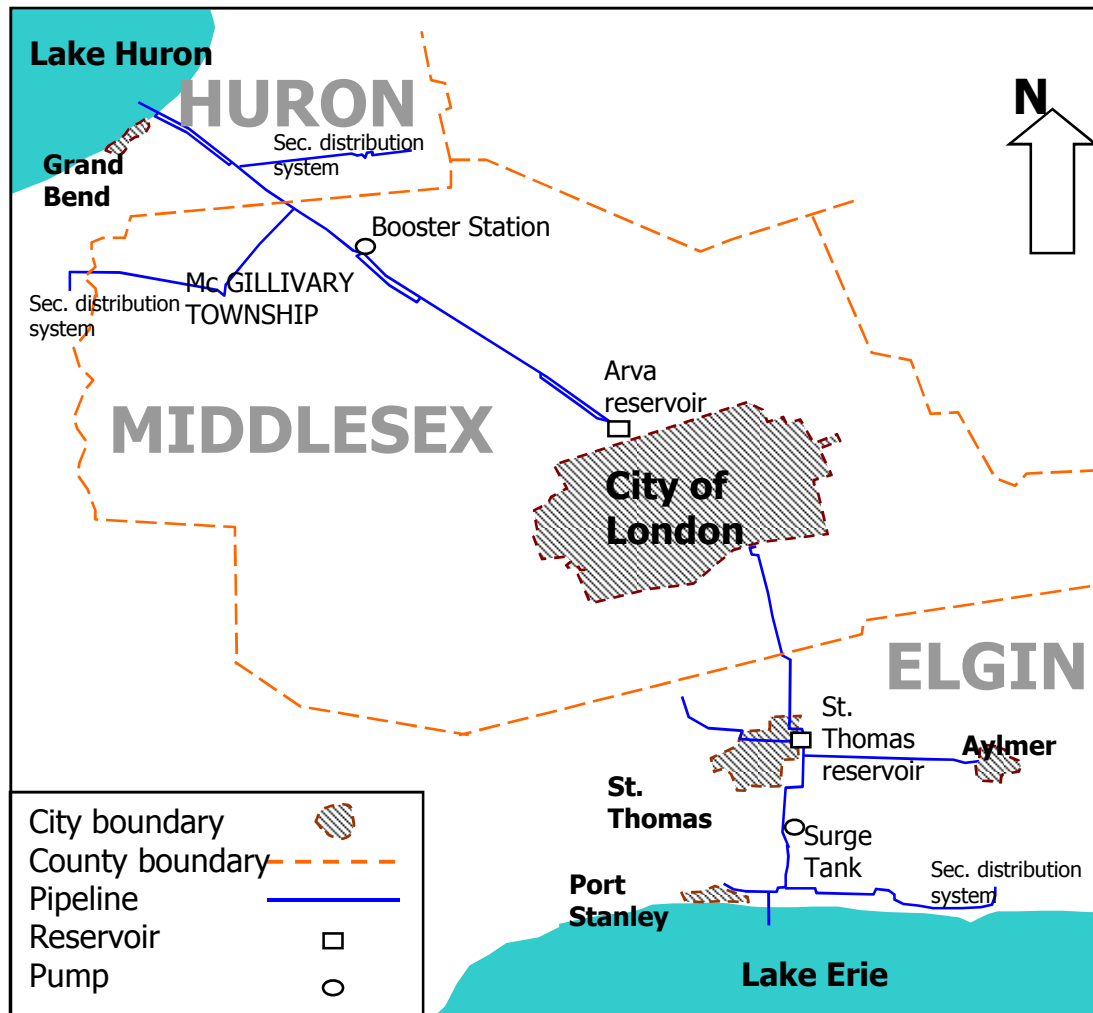 Lake Huron
HURON
N
Sec. distribution
system
Grand
Bend
Booster Station
Mc GILLIVARY
TOWNSHIP
Sec. distribution
system
Arva
reservoir
MIDDLESEX
City of
London
ELGIN
St.
Thomas
reservoir
Aylmer
St.
Thomas
Surge
Tank
Sec. distribution
system
Port
Stanley
Lake Erie
City boundary
County boundary
Pipeline
Reservoir
Pump